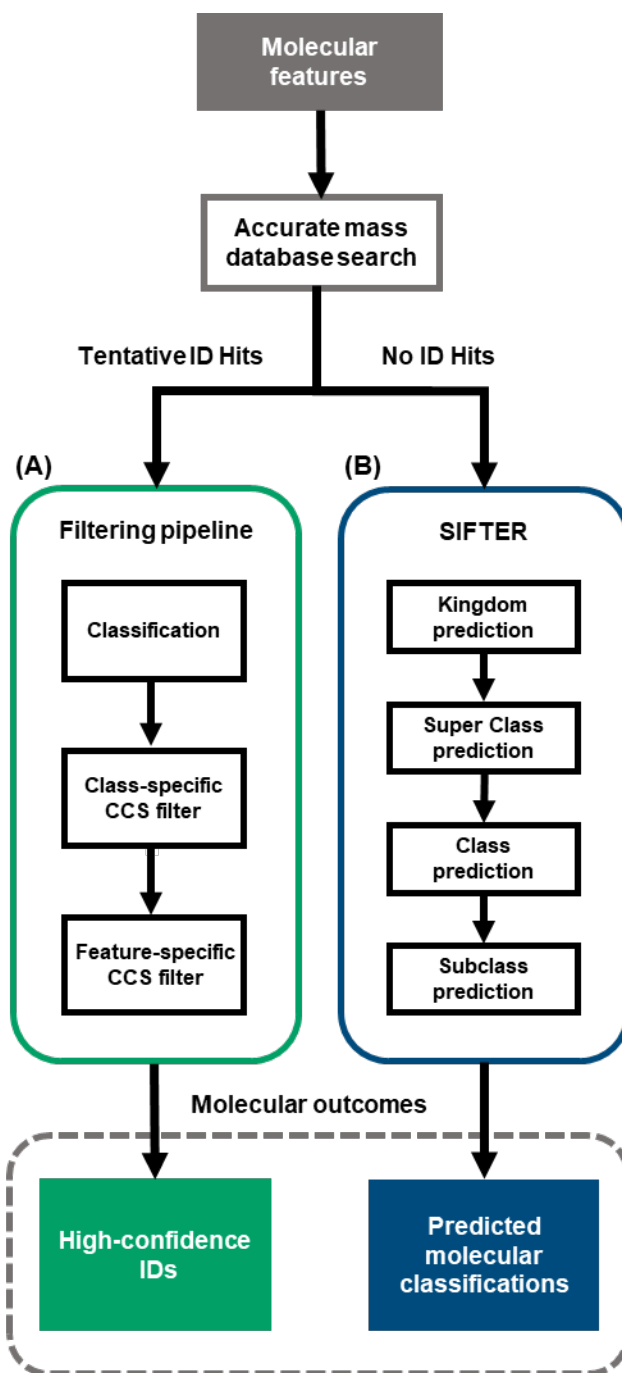 Molecular
features
Accurate mass
database search
Tentative ID Hits
No ID Hits
(A)
Filtering pipeline
Classification
Class-specific
CCS filter
Feature-specific
CCS filter
(B)
SIFTER
Kingdom
prediction
Super Class
prediction
Class
prediction
Subclass
prediction
Molecular outcomes
High-confidence
IDs
Predicted
molecular
classifications